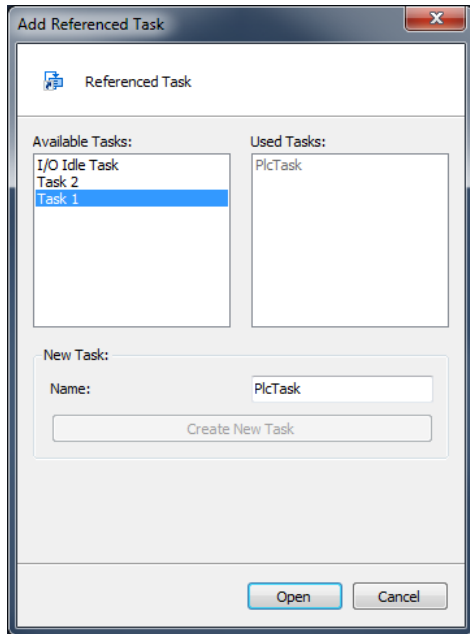 Add Referenced Task
Referenced Task
Available Tasks:
I/O Idle Task
Task 2
Task 1
Used Tasks:
PlcTask
New Task:
Name:
PlcTask
Create New Task
Open
Cancel